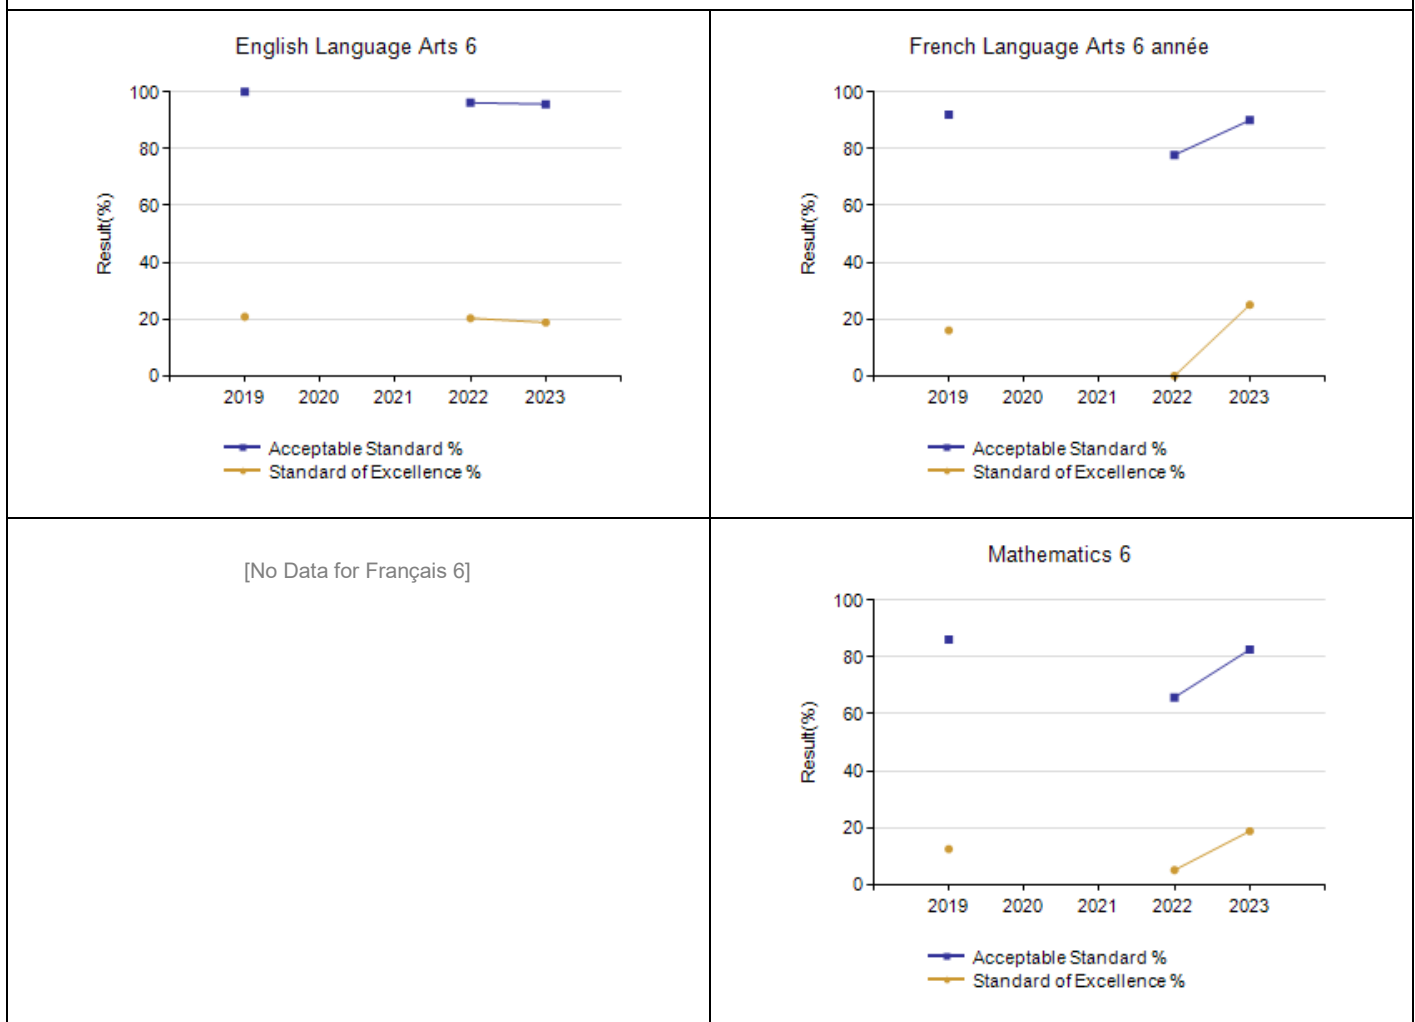 English Language Arts 6
100
80
60
40
20
0
Result(%)
2019 2020 2021 2022 2023
Acceptable Standard %
Standard of Excellence %
French Language Arts 6 année
100
80
60
40
20
0
Result(%)
2019 2020 2021 2022 2023
Acceptable Standard %
Standard of Excellence %
[No Data for Français 6]
Mathematics 6
100
80
60
40
20
0
Result(%)
2019 2020 2021 2022 2023
Acceptable Standard %
Standard of Excellence %